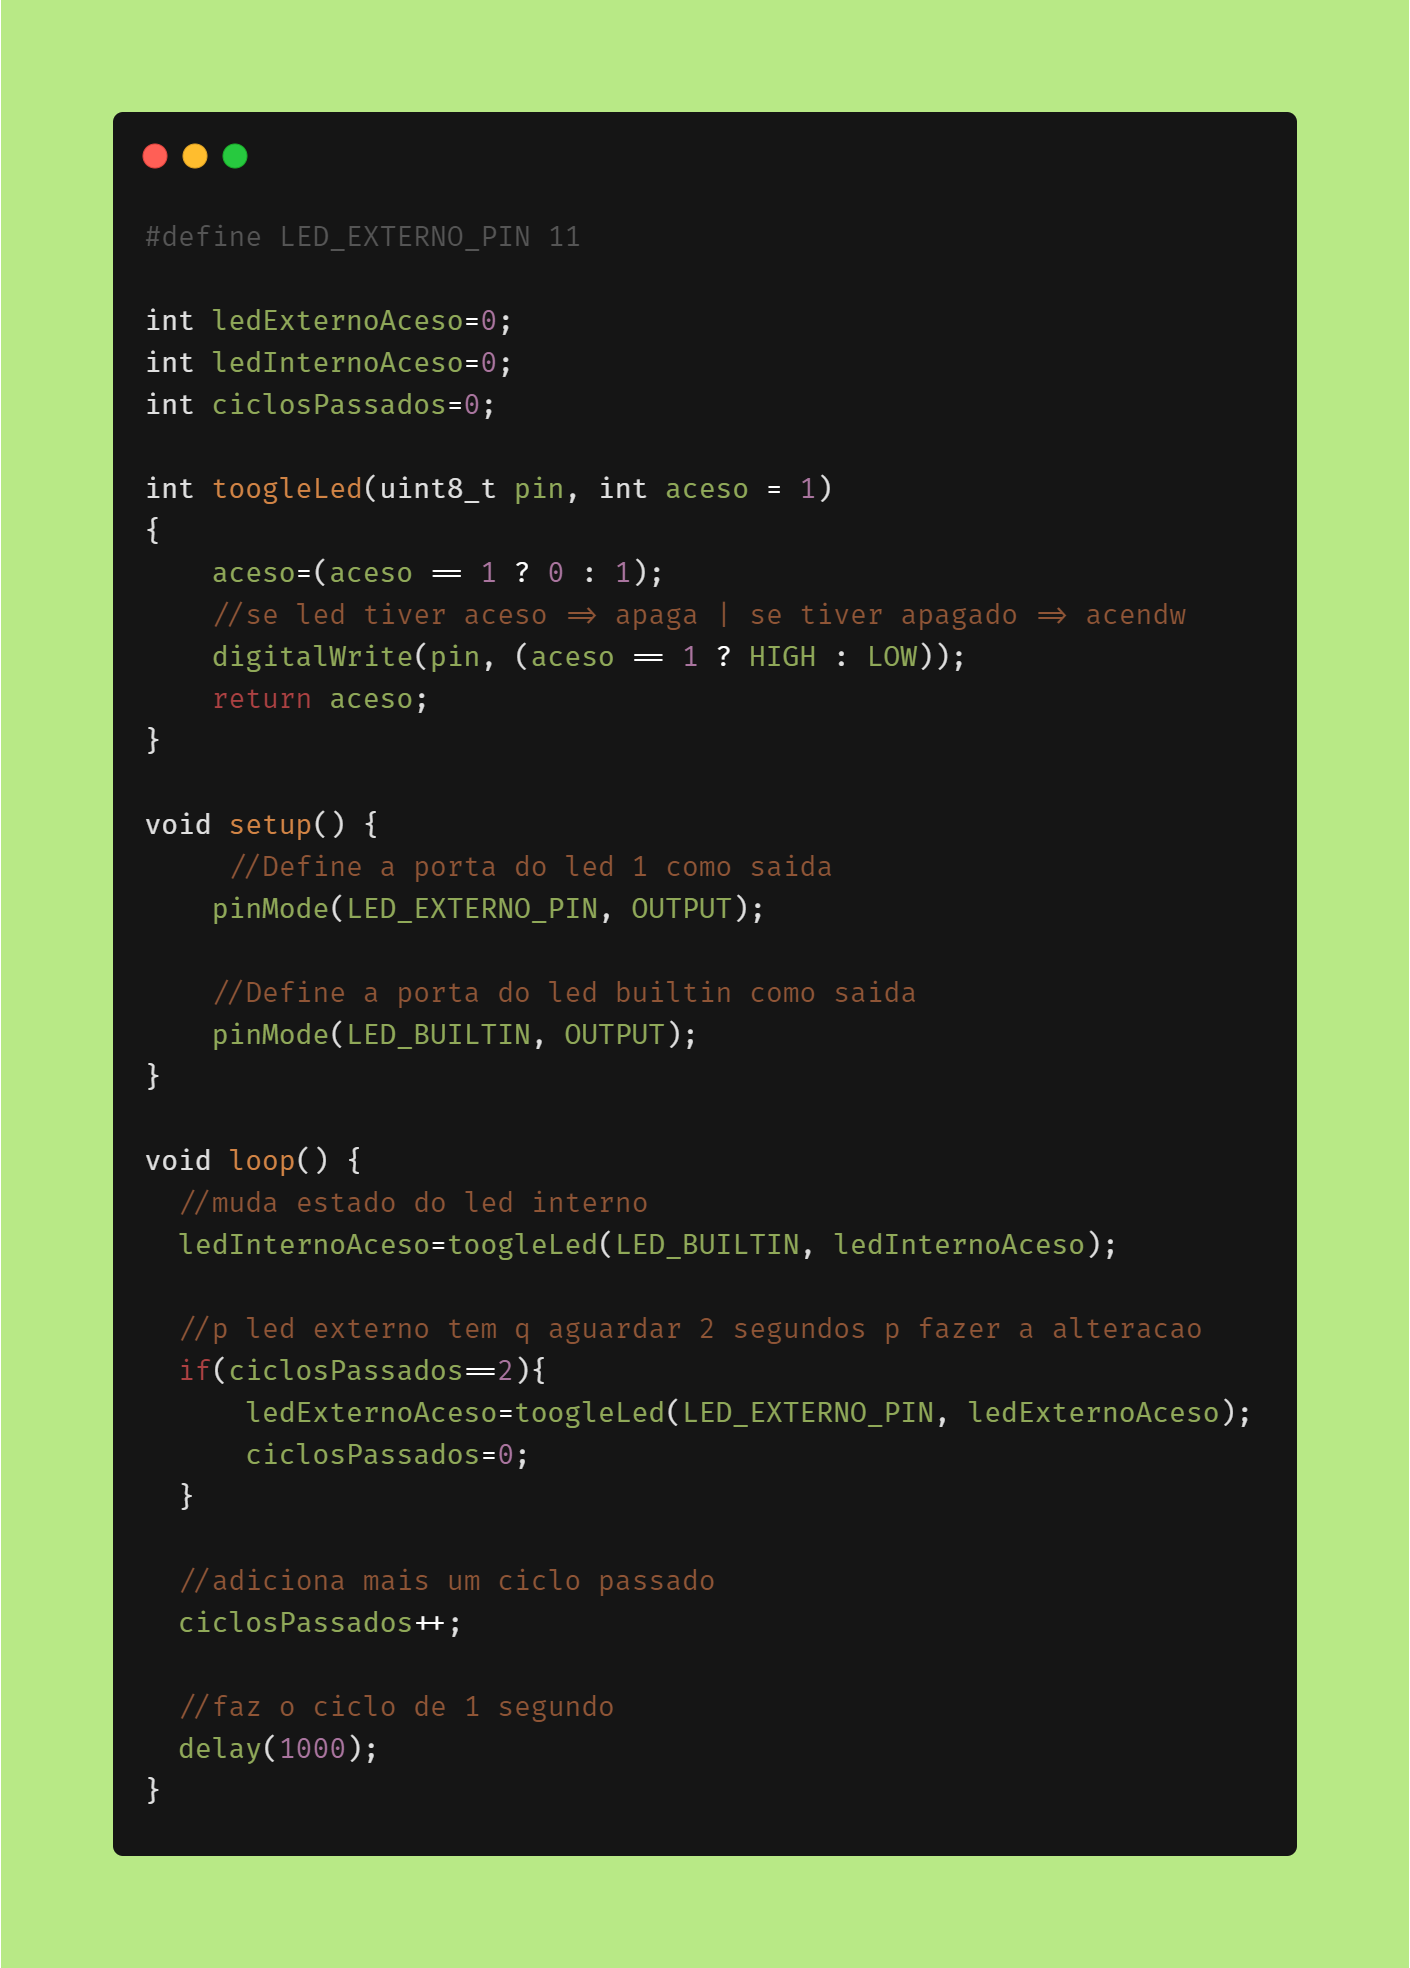 #define LED_EXTERNO_PIN 11
int ledExternoAceso=0;
int ledInternoAceso=0;
int ciclosPassados=0;
int toogleLed(uint8_t pin, int aceso = 1)
{
    aceso=(aceso == 1 ? 0 : 1);
    //se led tiver aceso => apaga | se tiver apagado => acendw
    digitalWrite(pin, (aceso == 1 ? HIGH : LOW));
    return aceso;
}
void setup() {
     //Define a porta do led 1 como saida
    pinMode(LED_EXTERNO_PIN, OUTPUT);
    //Define a porta do led builtin como saida
    pinMode(LED_BUILTIN, OUTPUT);
}
void loop() {
  //muda estado do led interno
  ledInternoAceso=toogleLed(LED_BUILTIN, ledInternoAceso);
  //p led externo tem q aguardar 2 segundos p fazer a alteracao
  if(ciclosPassados==2){
      ledExternoAceso=toogleLed(LED_EXTERNO_PIN, ledExternoAceso);
      ciclosPassados=0;
  }
  //adiciona mais um ciclo passado
  ciclosPassados++;
  //faz o ciclo de 1 segundo
  delay(1000);
}